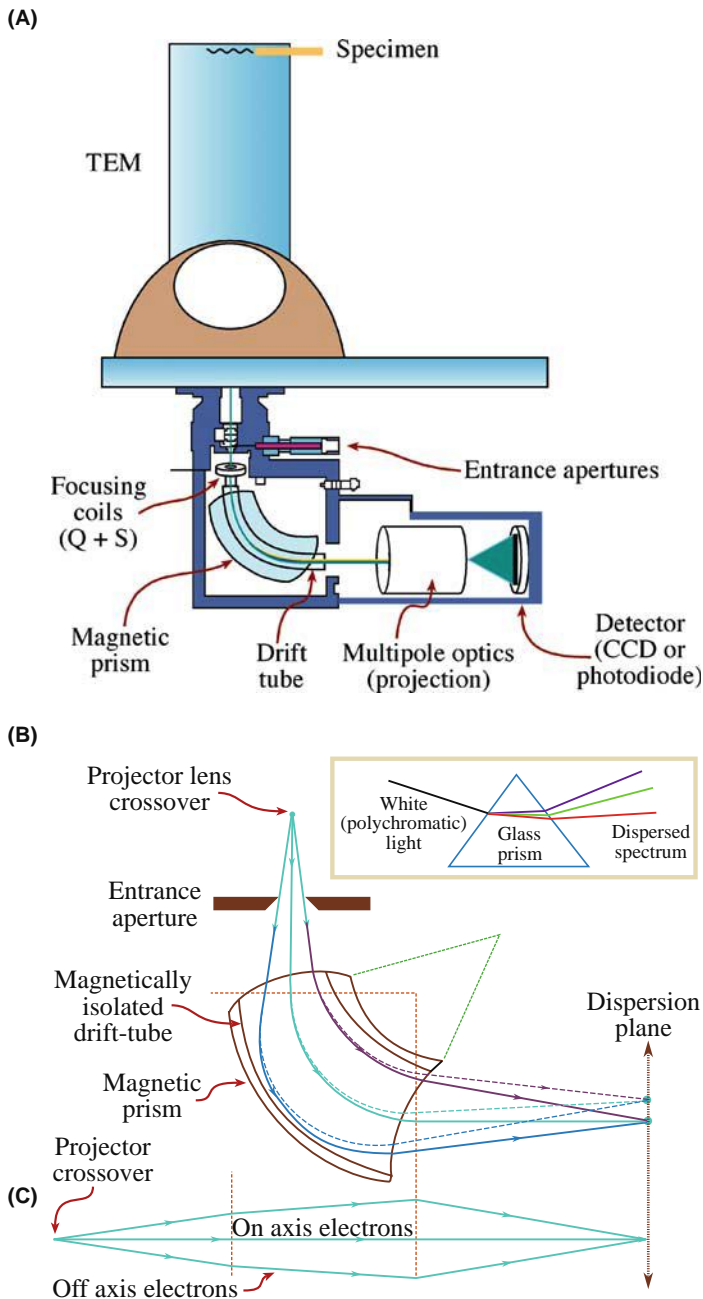 (A)
Specimen
TEM
Entrance apertures
Focusing
coils
(Q + S)
Magnetic
prism
Drift
tube
Multipole optics
(projection)
Detector
(CCD or
photodiode)
(B)
Projector lens
crossover
White
(polychromatic)
light
Glass
prism
Dispersed
spectrum
Entrance
aperture
Magnetically
isolated
drift-tube
Dispersion
plane
Magnetic
prism
Projector
crossover
(C)
On axis electrons
Off axis electrons